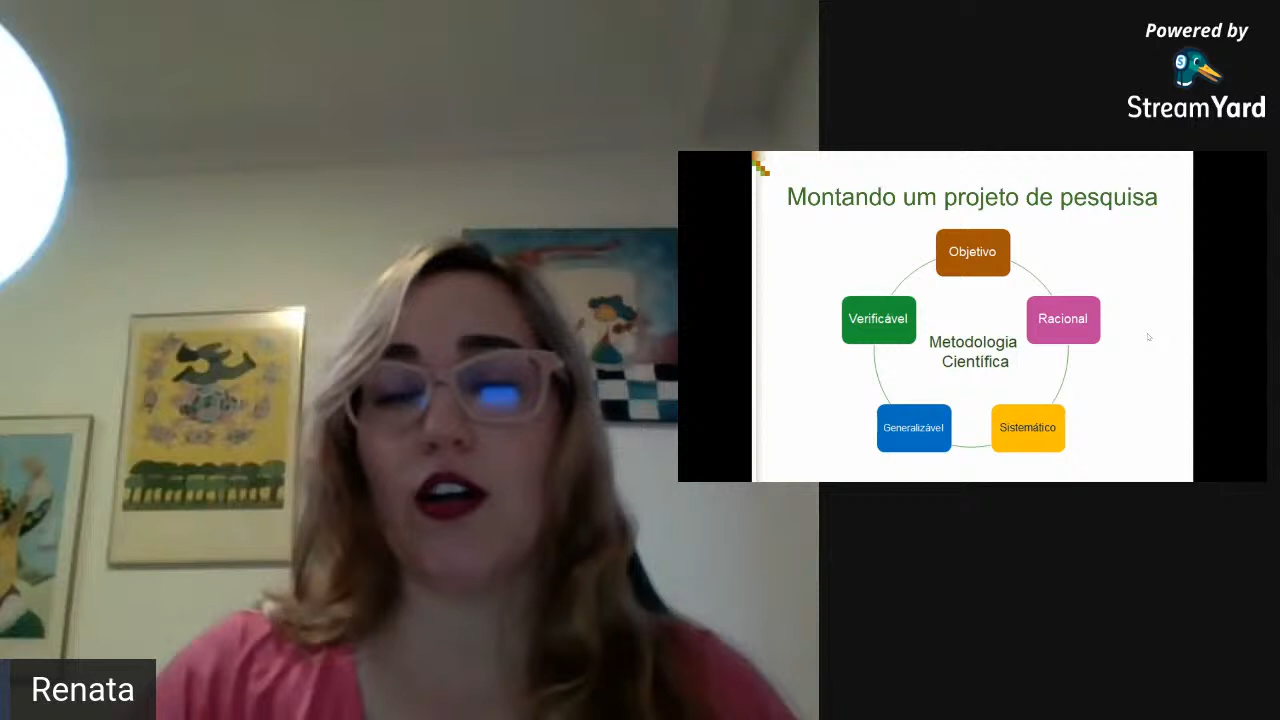 Powered by
StreamYard
Montando um projeto de pesquisa
Objetivo
Verificável
Racional
Metodologia
Científica
Generalizável
Sistemático
Renata